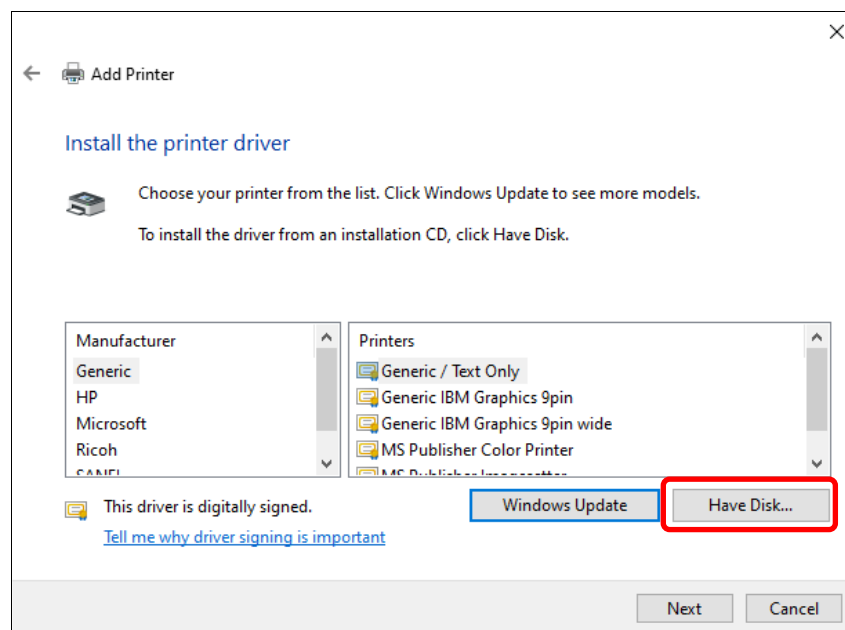 Add Printer
Install the printer driver
Choose your printer from the list. Click Windows Update to see more models.
To install the driver from an installation CD, click Have Disk.
Manufacturer
Generic
HP
Microsoft
Ricoh
Printers
Generic / Text Only
Generic IBM Graphics 9pin
Generic IBM Graphics 9pin wide
MS Publisher Color Printer
MS Publisher Imagesetter
This driver is digitally signed.
Tell me why driver signing is important
Windows Update
Have Disk...
Next
Cancel